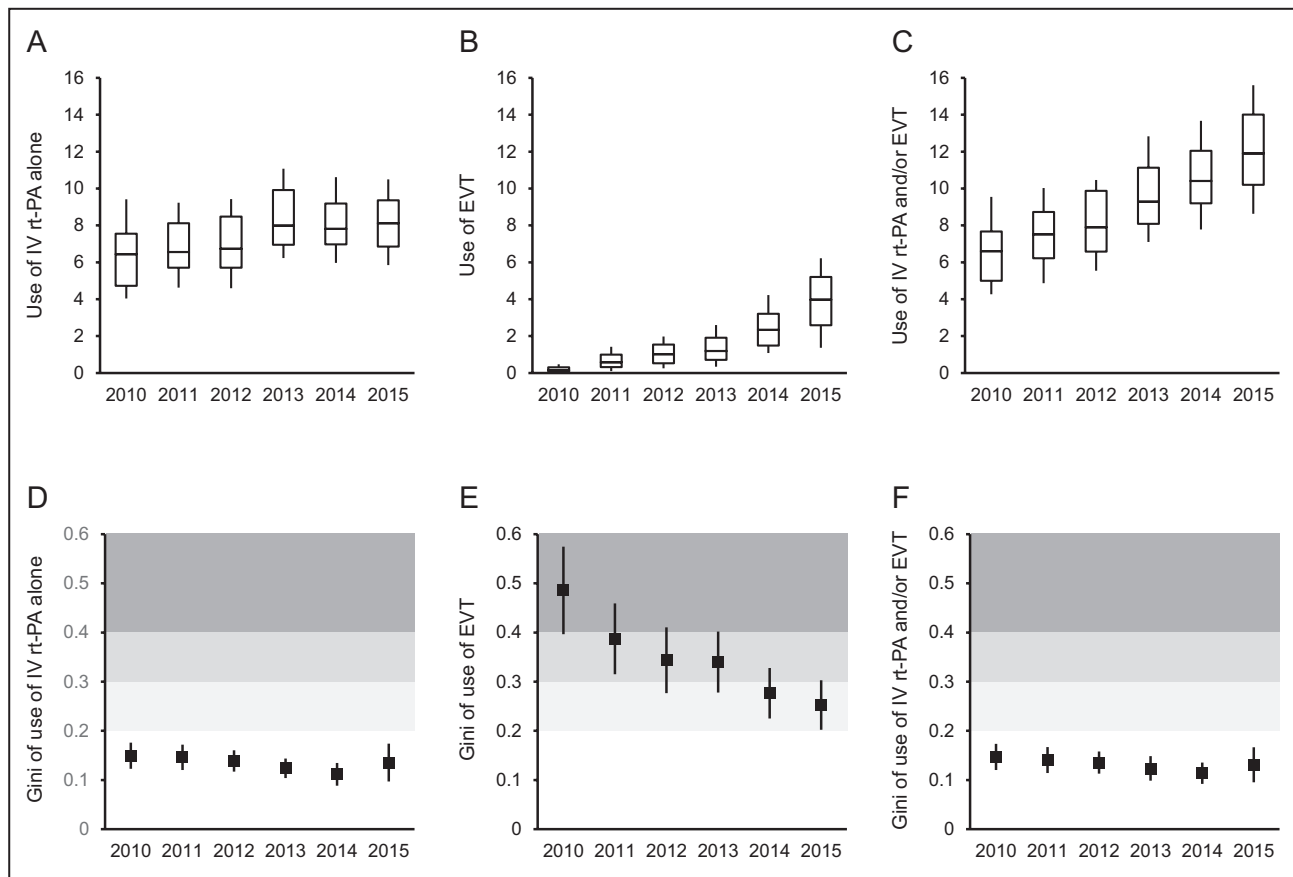 A
Use of IV rt-PA alone
16
14
12
10
8
6
4
2
0
2010 2011 2012 2013 2014 2015
B
Use of EVT
16
14
12
10
8
6
4
2
0
2010 2011 2012 2013 2014 2015
C
Use of IV rt-PA and/or EVT
16
14
12
10
8
6
4
2
0
2010 2011 2012 2013 2014 2015
D
Gini of use of IV rt-PA alone
0.6
0.5
0.4
0.3
0.2
0.1
0
2010 2011 2012 2013 2014 2015
E
Gini of use of EVT
0.6
0.5
0.4
0.3
0.2
0.1
0
2010 2011 2012 2013 2014 2015
F
Gini of use of IV rt-PA and/or EVT
0.6
0.5
0.4
0.3
0.2
0.1
0
2010 2011 2012 2013 2014 2015